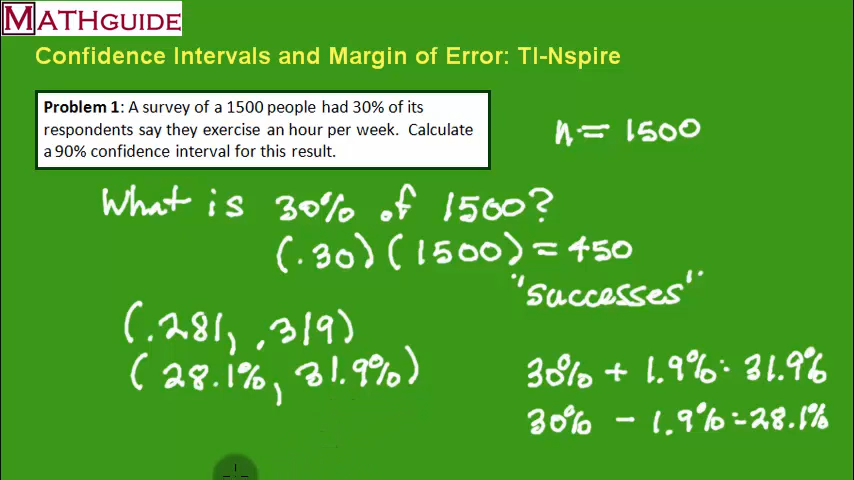 MATHGUIDE
Confidence Intervals and Margin of Error: TI-Nspire
Problem 1: A survey of a 1500 people had 30% of its
respondents say they exercise an hour per week. Calculate
a 90% confidence interval for this result.
n = 1500
What is 30% of 1500?
(.30)(1500) = 450
"successes"
(.281, .319)
(28.1%, 31.9%)
30% + 1.9% = 31.9%
30% - 1.9% = 28.1%